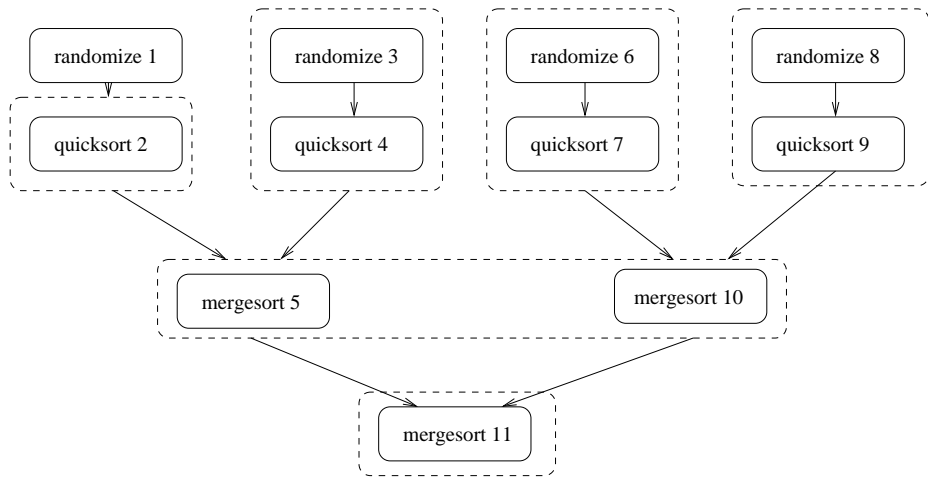 randomize 1
randomize 3
randomize 6
randomize 8
quicksort 2
quicksort 4
quicksort 7
quicksort 9
mergesort 5
mergesort 10
mergesort 11